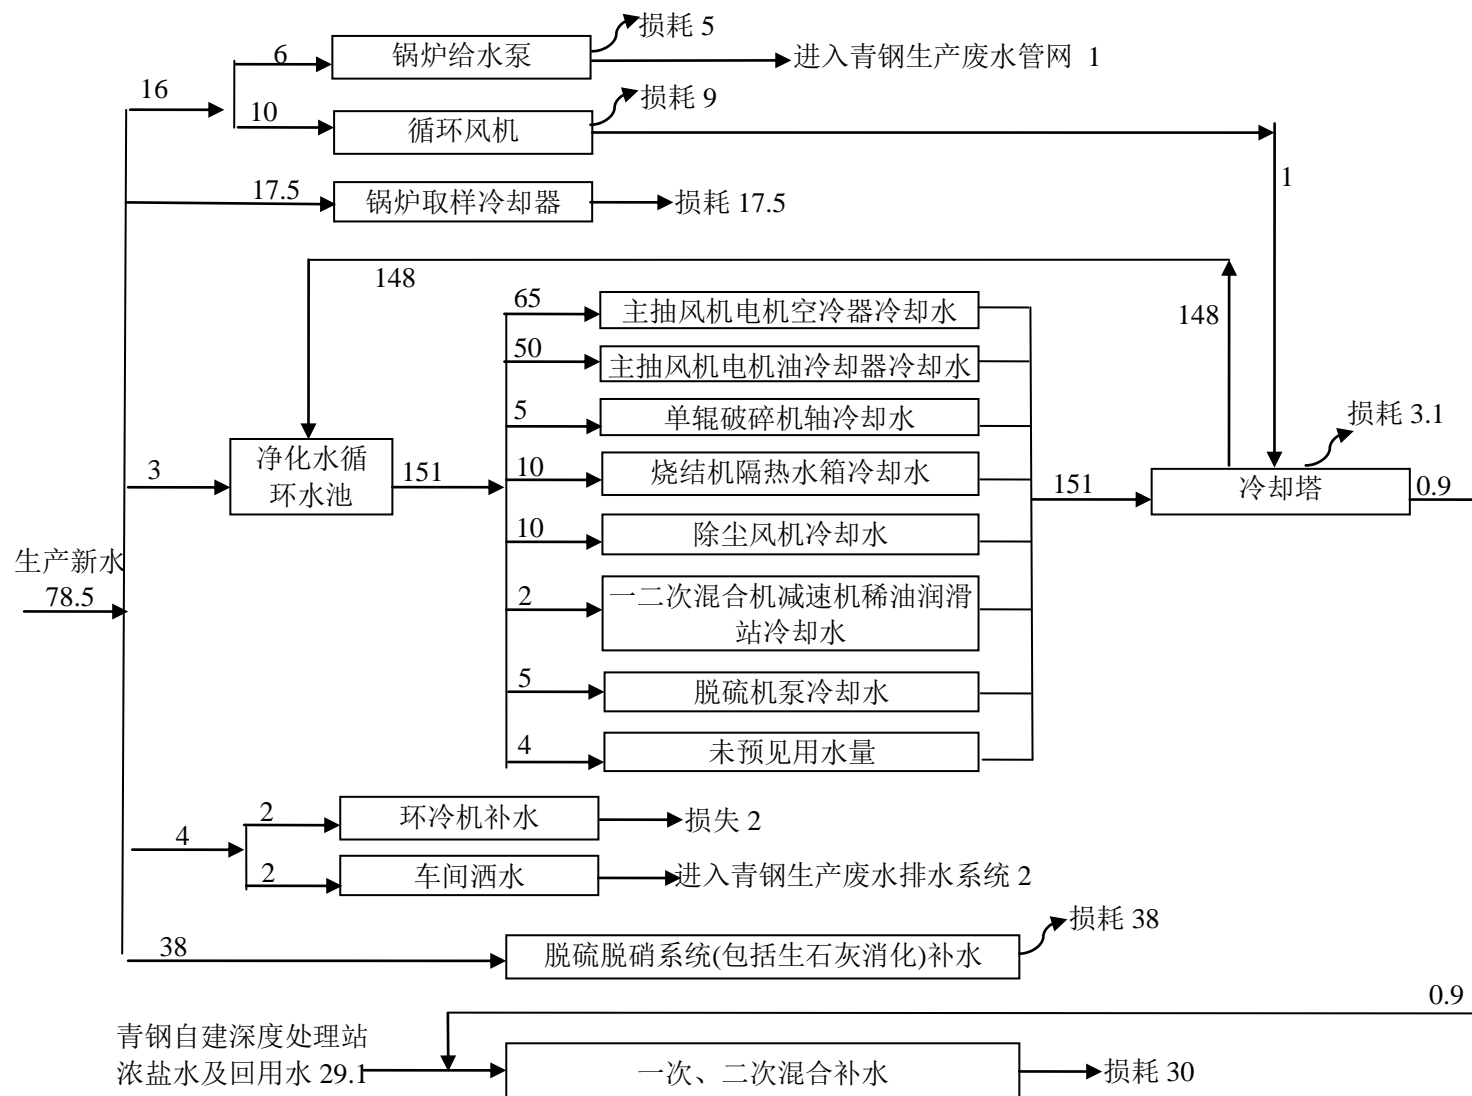 损耗 5
6
锅炉给水泵
进入青钢生产废水管网 1
16
10
损耗 9
循环风机
1
17.5
锅炉取样冷却器
损耗 17.5
148
65
主抽风机电机空冷器冷却水
148
50
主抽风机电机油冷却器冷却水
5
单辊破碎机轴冷却水
损耗 3.1
3
净化水循
环水池
151
10
烧结机隔热水箱冷却水
151
冷却塔
0.9
10
除尘风机冷却水
生产新水
78.5
2
一二次混合机减速机稀油润滑
站冷却水
5
脱硫机泵冷却水
4
未预见用水量
4
2
环冷机补水
损失 2
2
车间洒水
进入青钢生产废水排水系统 2
38
脱硫脱硝系统(包括生石灰消化)补水
损耗 38
0.9
青钢自建深度处理站
浓盐水及回用水 29.1
一次、二次混合补水
损耗 30